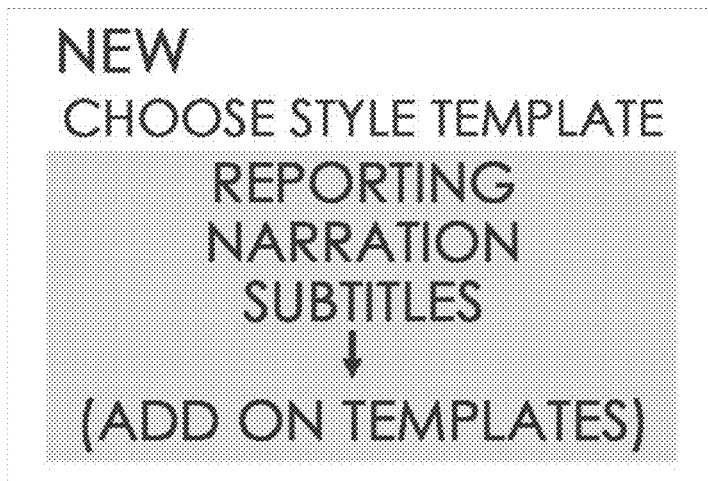 NEW
CHOOSE STYLE TEMPLATE
REPORTING
NARRATION
SUBTITLES
(ADD ON TEMPLATES)